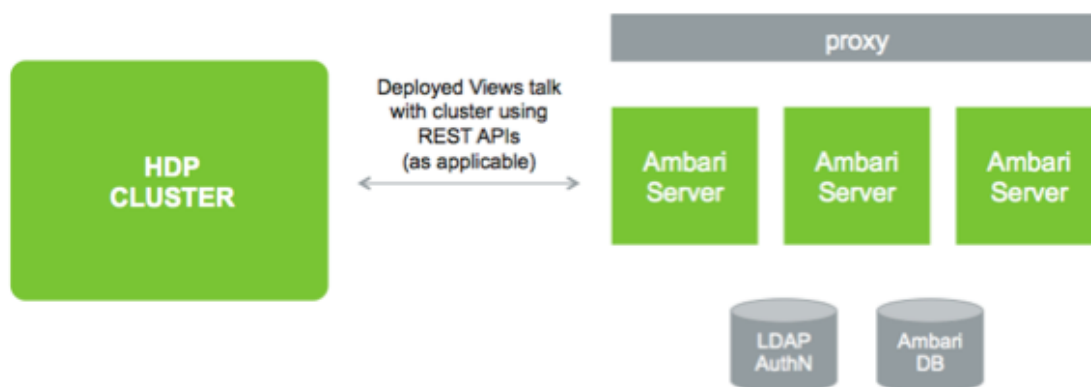 proxy
Deployed Views talk
with cluster using
REST APIs
(as applicable)
HDP
CLUSTER
Ambari
Server
Ambari
Server
Ambari
Server
LDAP
AuthN
Ambari
DB